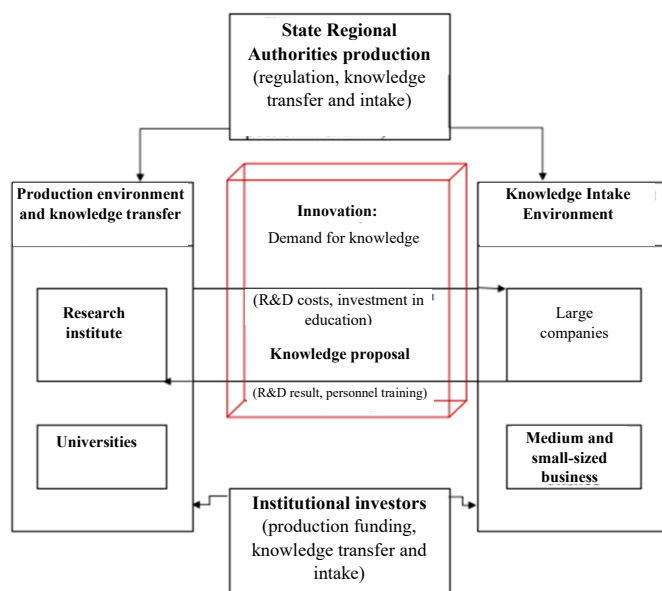 State Regional
Authorities production
(regulation, knowledge
transfer and intake)
Production environment
and knowledge transfer
Innovation:
Demand for knowledge
Knowledge Intake
Environment
(R&D costs, investment in
education)
Research
institute
Large
companies
Knowledge proposal
(R&D result, personnel training)
Universities
Medium and
small-sized
business
Institutional investors
(production funding,
knowledge transfer and
intake)